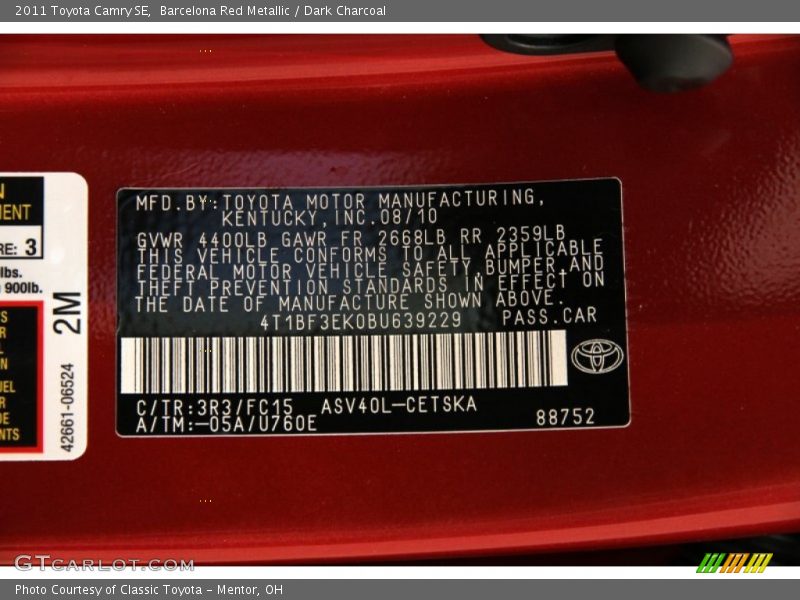 2011 Toyota Camry SE,  Barcelona Red Metallic / Dark Charcoal
3
lbs.
900lb.
2M
42661-06524
MFD.BY:TOYOTA MOTOR MANUFACTURING,
KENTUCKY,INC.08/10
GVWR 4400LB GAWR FR 2668LB RR 2359LB
THIS VEHICLE CONFORMS TO ALL APPLICABLE
FEDERAL MOTOR VEHICLE SAFETY,BUMPER,AND
THEFT PREVENTION STANDARDS IN EFFECT ON
THE DATE OF MANUFACTURE SHOWN ABOVE.
4T1BF3EK0BU639229 PASS.CAR
C/TR:3R3/FC15 ASV40L-CETSKA
A/TM:-05A/U760E 88752
GTCARLOT.COM
Photo Courtesy of Classic Toyota - Mentor, OH